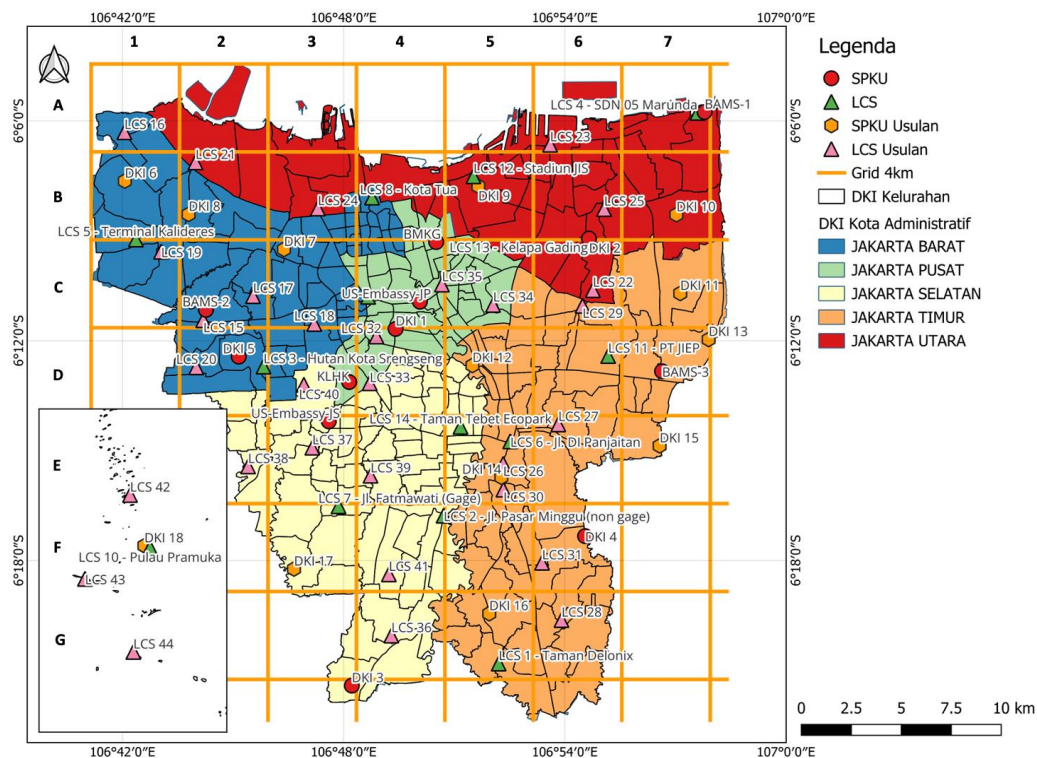 106°42'0"E 106°48'0"E 106°54'0"E 107°0'0"E
1 2 3 4 5 6 7
A
B
C
D
E
F
G
6°6'0"S
6°12'0"S
6°18'0"S
6°6'0"S
6°12'0"S
6°18'0"S
LCS 4 - SDN 05 Marunda
BAMS-1
LCS 16
LCS 23
LCS 21
LCS 12 - Stadiun JIS
DKI 6
LCS 8 - Kota Tua
DKI 9
LCS 24
LCS 25
DKI 8
DKI 10
LCS 5 - Terminal Kalideres
BMKG
DKI 7
LCS 13 - Kelapa Gading
DKI 2
LCS 19
LCS 35
LCS 22
DKI 11
LCS 17
US-Embassy-JP
BAMS-2
LCS 34
LCS 29
LCS 15
LCS 18
DKI 1
LCS 32
DKI 13
DKI 5
LCS 20
LCS 3 - Hutan Kota Srengseng
DKI 12
LCS 11 - PT JIEP
KLHK
LCS 33
BAMS-3
LCS 40
US-Embassy-JS
LCS 14 - Taman Tebet Ecopark
LCS 27
LCS 37
LCS 6 - Jl. DI Panjaitan
DKI 15
LCS 38
LCS 39
DKI 14
LCS 26
LCS 7 - Jl. Fatmawati (Gage)
LCS 30
LCS 2 - Jl. Pasar Minggu (non gage)
DKI 4
LCS 31
DKI 17
LCS 41
DKI 16
LCS 28
LCS 36
LCS 1 - Taman Delonix
DKI 3
LCS 42
DKI 18
LCS 10 - Pulau Pramuka
LCS 43
LCS 44
106°42'0"E 106°48'0"E 106°54'0"E 107°0'0"E
Legenda
SPKU
LCS
SPKU Usulan
LCS Usulan
Grid 4km
DKI Kelurahan
DKI Kota Administratif
JAKARTA BARAT
JAKARTA PUSAT
JAKARTA SELATAN
JAKARTA TIMUR
JAKARTA UTARA
0 2.5 5 7.5 10 km